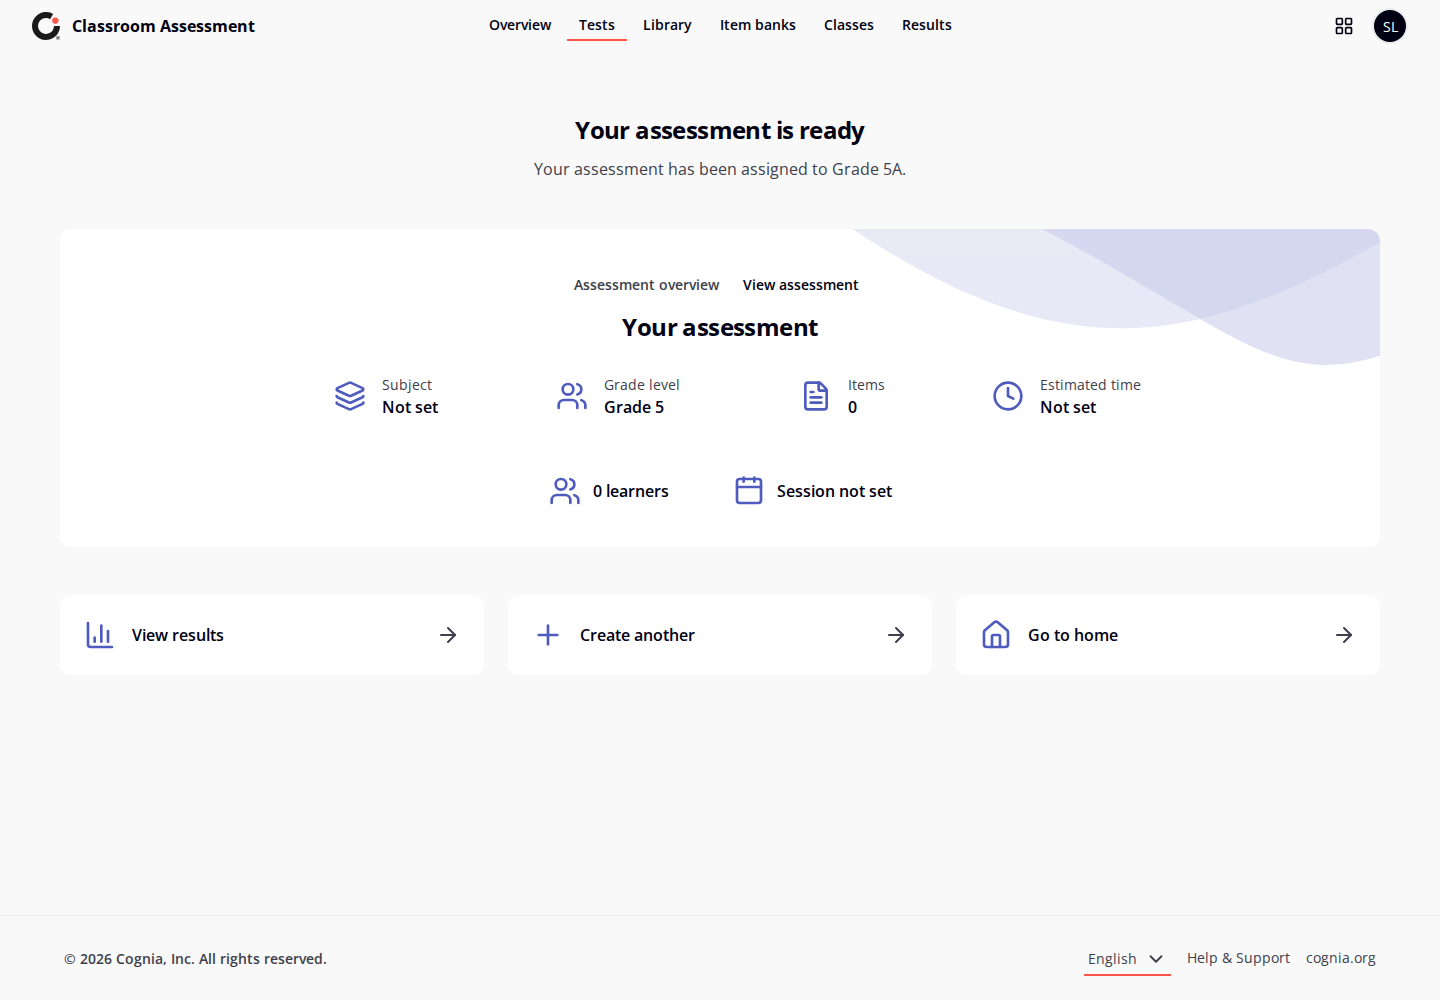 Classroom Assessment
Overview
Tests
Library
Item banks
Classes
Results
SL
Your assessment is ready
Your assessment has been assigned to Grade 5A.
Assessment overview
View assessment
Your assessment
Subject
Not set
Grade level
Grade 5
Items
0
Estimated time
Not set
0 learners
Session not set
View results
Create another
Go to home
© 2026 Cognia, Inc. All rights reserved.
English
Help & Support
cognia.org